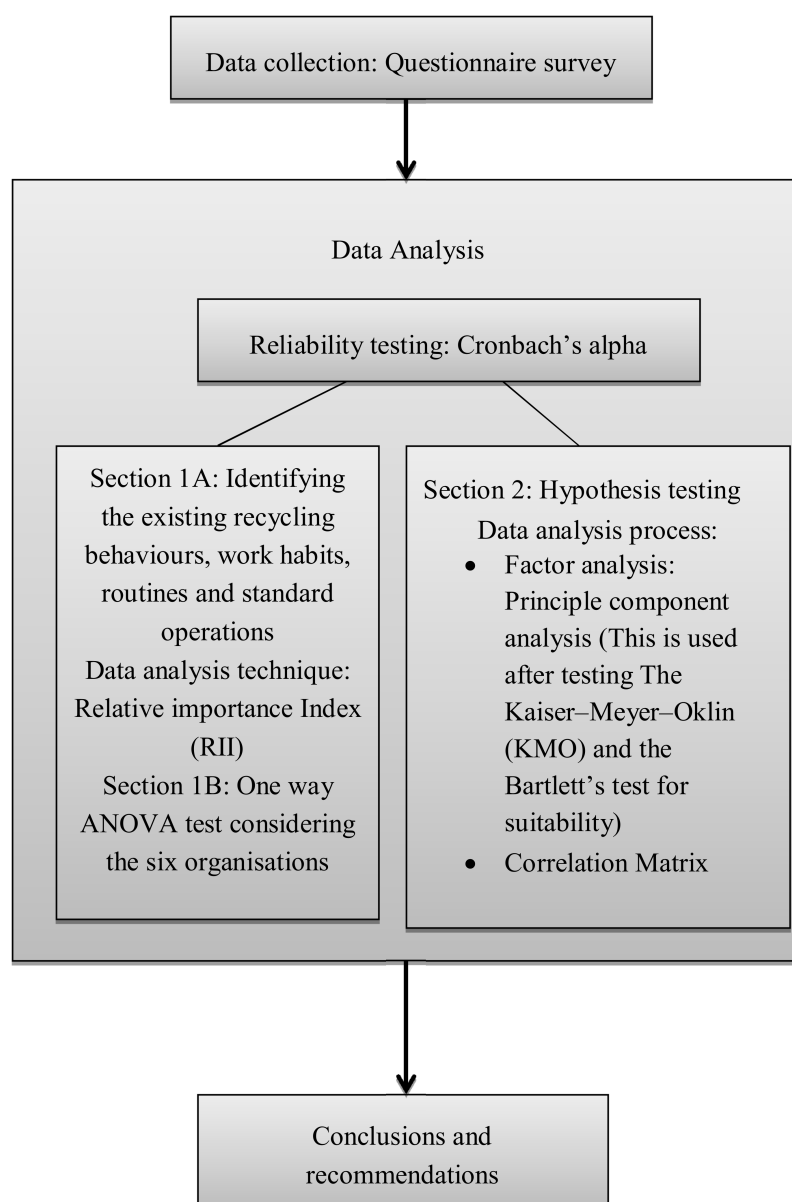 Data collection: Questionnaire survey
Data Analysis
Reliability testing: Cronbach’s alpha
Section 1A: Identifying
the existing recycling
behaviours, work habits,
routines and standard
operations
Data analysis technique:
Relative importance Index
(RII)
Section 1B: One way
ANOVA test considering
the six organisations
Section 2: Hypothesis testing
Data analysis process:
• Factor analysis:
Principle component
analysis (This is used
after testing The
Kaiser–Meyer–Oklin
(KMO) and the
Bartlett’s test for
suitability)
• Correlation Matrix
Conclusions and
recommendations